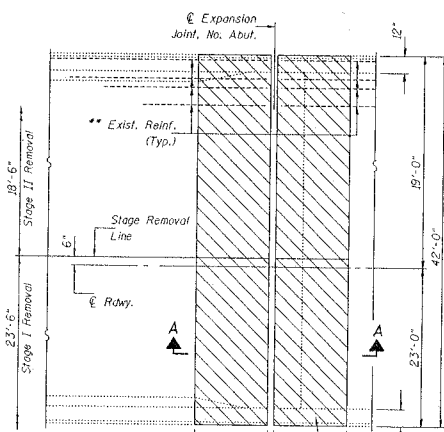 ℄ Expansion
Joint, No. Abut.
12"
** Exist. Reinf.
(Typ.)
18'-6"
Stage II Removal
19'-0"
Stage Removal
Line
6"
42'-0"
℄ Rdwy.
23'-6"
Stage I Removal
A
A
23'-0"